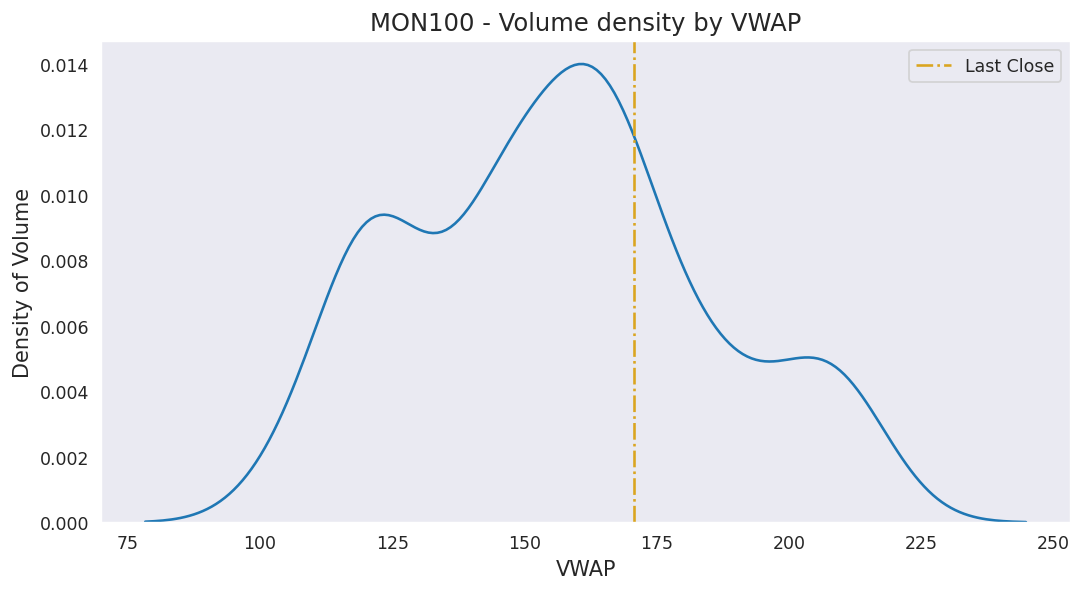 MON100 - Volume density by VWAP
Last Close
Density of Volume
0.014
0.012
0.010
0.008
0.006
0.004
0.002
0.000
75 100 125 150 175 200 225 250
VWAP